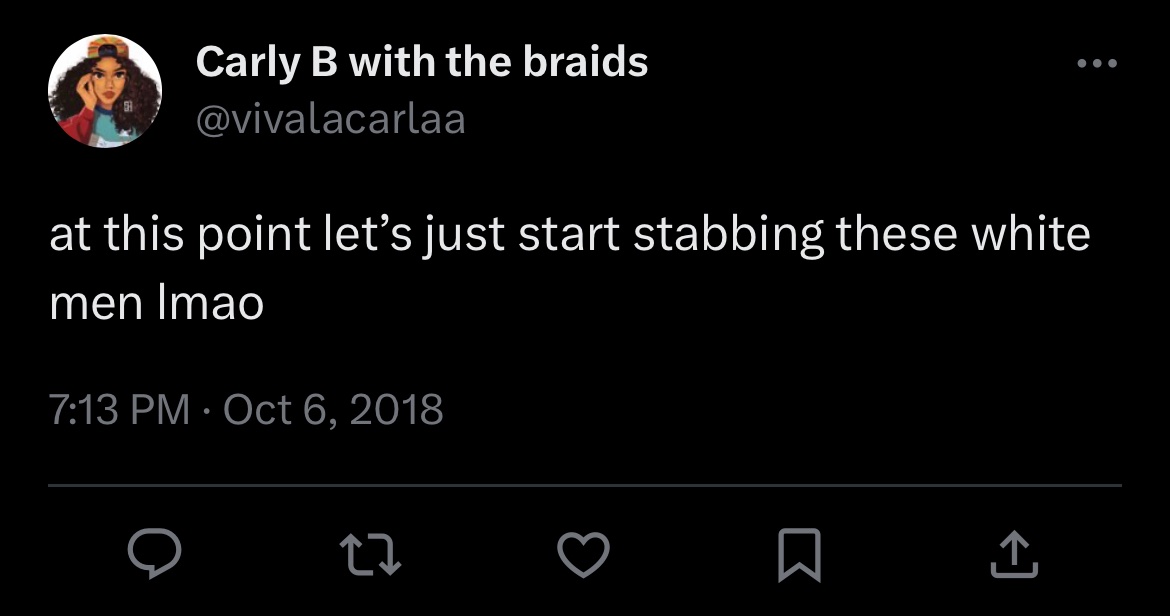 Carly B with the braids
@vivalacarlaa
at this point let’s just start stabbing these white
men lmao
7:13 PM · Oct 6, 2018